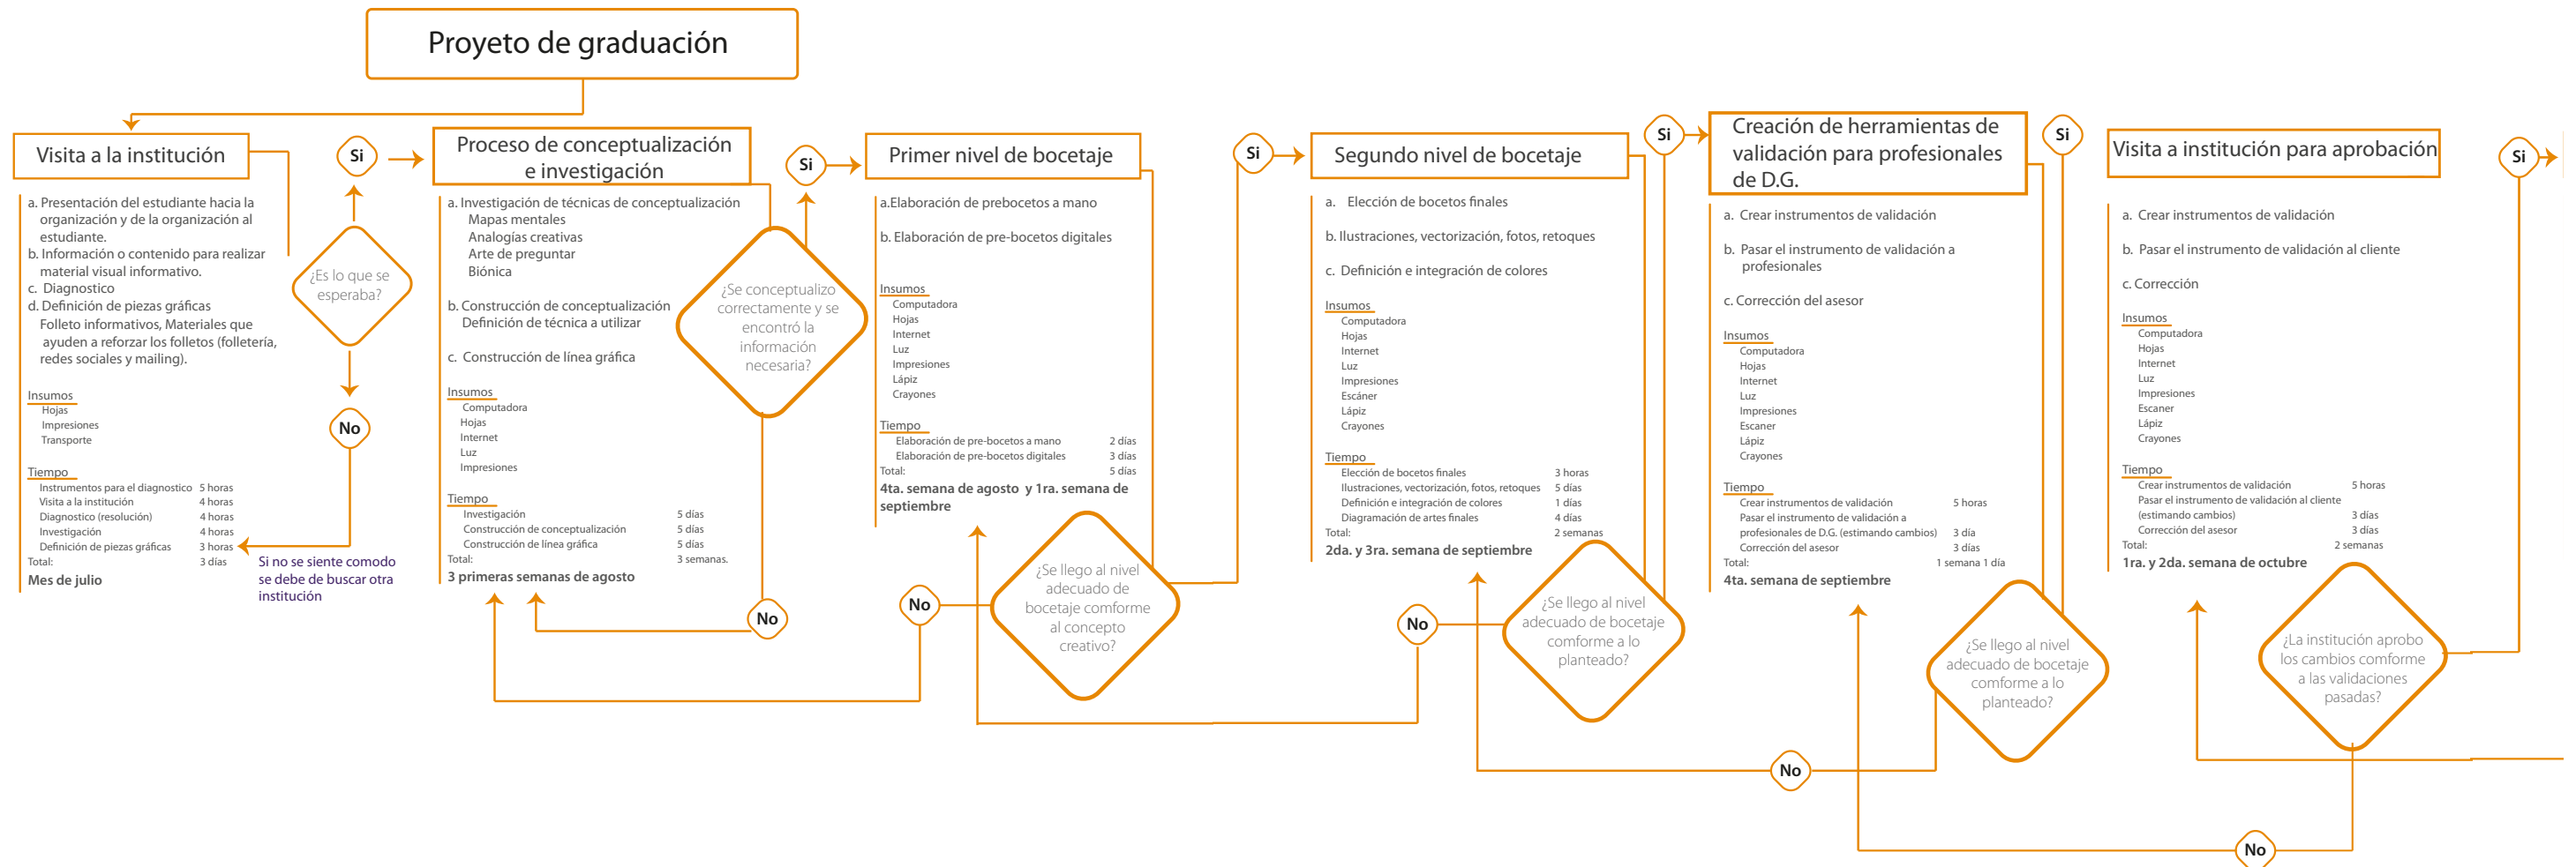 Proyeto de graduación
Visita a la institución
a. Presentación del estudiante hacia la
organización y de la organización al
estudiante.
b. Información o contenido para realizar
material visual informativo.
c. Diagnostico
d. Definición de piezas gráficas
Folleto informativos, Materiales que
ayuden a reforzar los folletos (folletería,
redes sociales y mailing).
Insumos
Hojas
Impresiones
Transporte
Tiempo
Instrumentos para el diagnostico 5 horas
Visita a la institución 4 horas
Diagnostico (resolución) 4 horas
Investigación 4 horas
Definición de piezas gráficas 3 horas
Total: 3 días
Mes de julio
¿Es lo que se
esperaba?
Si
No
Si no se siente comodo
se debe de buscar otra
institución
Proceso de conceptualización
e investigación
a. Investigación de técnicas de conceptualización
Mapas mentales
Analogías creativas
Arte de preguntar
Biónica
b. Construcción de conceptualización
Definición de técnica a utilizar
c. Construcción de línea gráfica
Insumos
Computadora
Hojas
Internet
Luz
Impresiones
Tiempo
Investigación 5 días
Construcción de conceptualización 5 días
Construcción de línea gráfica 5 días
Total: 3 semanas.
3 primeras semanas de agosto
¿Se conceptualizo
correctamente y se
encontró la
información
necesaria?
Si
No
Primer nivel de bocetaje
a.Elaboración de prebocetos a mano
b. Elaboración de pre-bocetos digitales
Insumos
Computadora
Hojas
Internet
Luz
Impresiones
Lápiz
Crayones
Tiempo
Elaboración de pre-bocetos a mano 2 días
Elaboración de pre-bocetos digitales 3 días
Total: 5 días
4ta. semana de agosto y 1ra. semana de
septiembre
¿Se llego al nivel
adecuado de
bocetaje comforme
al concepto
creativo?
No
Si
Segundo nivel de bocetaje
a. Elección de bocetos finales
b. Ilustraciones, vectorización, fotos, retoques
c. Definición e integración de colores
Insumos
Computadora
Hojas
Internet
Luz
Impresiones
Escáner
Lápiz
Crayones
Tiempo
Elección de bocetos finales 3 horas
Ilustraciones, vectorización, fotos, retoques 5 días
Definición e integración de colores 1 días
Diagramación de artes finales 4 días
Total: 2 semanas
2da. y 3ra. semana de septiembre
¿Se llego al nivel
adecuado de bocetaje
comforme a lo
planteado?
No
Si
Creación de herramientas de
validación para profesionales
de D.G.
a. Crear instrumentos de validación
b. Pasar el instrumento de validación a
profesionales
c. Corrección del asesor
Insumos
Computadora
Hojas
Internet
Luz
Impresiones
Escaner
Lápiz
Crayones
Tiempo
Crear instrumentos de validación 5 horas
Pasar el instrumento de validación a
profesionales de D.G. (estimando cambios) 3 día
Corrección del asesor 3 días
Total: 1 semana 1 día
4ta. semana de septiembre
¿Se llego al nivel
adecuado de bocetaje
comforme a lo
planteado?
No
Si
Visita a institución para aprobación
a. Crear instrumentos de validación
b. Pasar el instrumento de validación al cliente
c. Corrección
Insumos
Computadora
Hojas
Internet
Luz
Impresiones
Escaner
Lápiz
Crayones
Tiempo
Crear instrumentos de validación 5 horas
Pasar el instrumento de validación al cliente
(estimando cambios) 3 días
Corrección del asesor 3 días
Total: 2 semanas
1ra. y 2da. semana de octubre
¿La institución aprobo
los cambios comforme
a las validaciones
pasadas?
Si
No